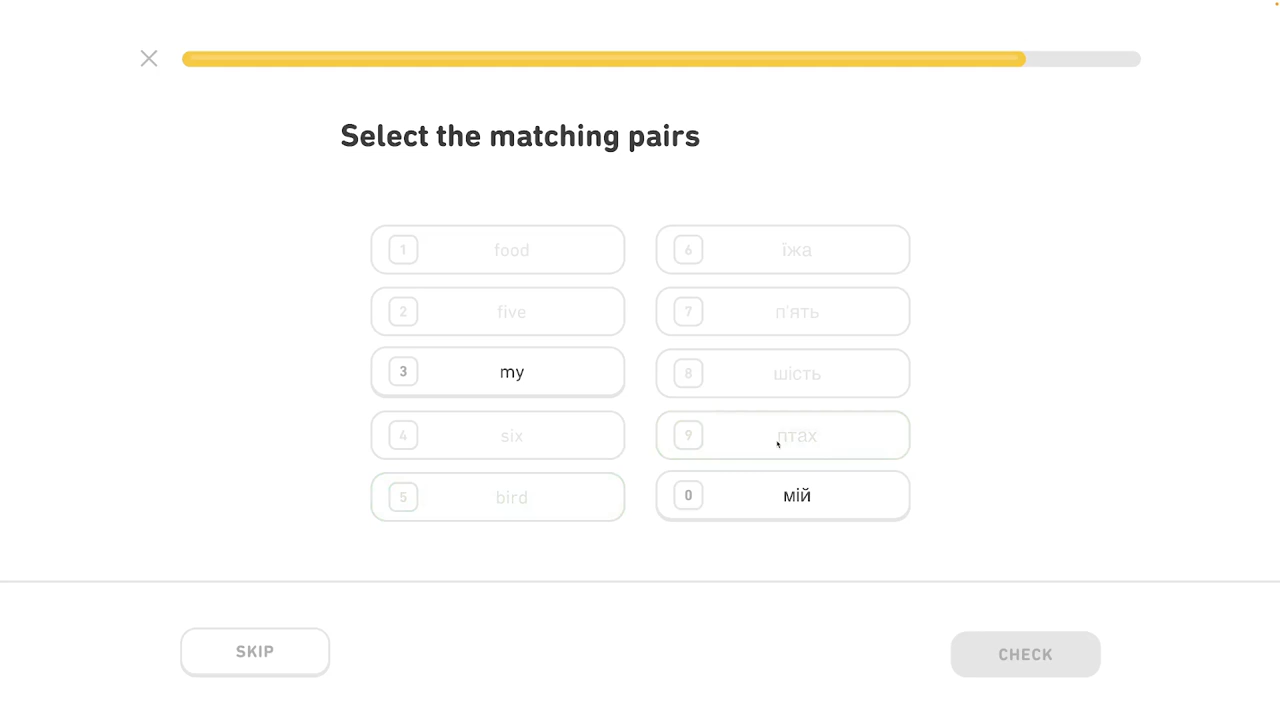 Select the matching pairs
1 food
6 їжа
2 five
7 п'ять
3 my
8 шість
4 six
9 птах
5 bird
0 мій
SKIP
CHECK